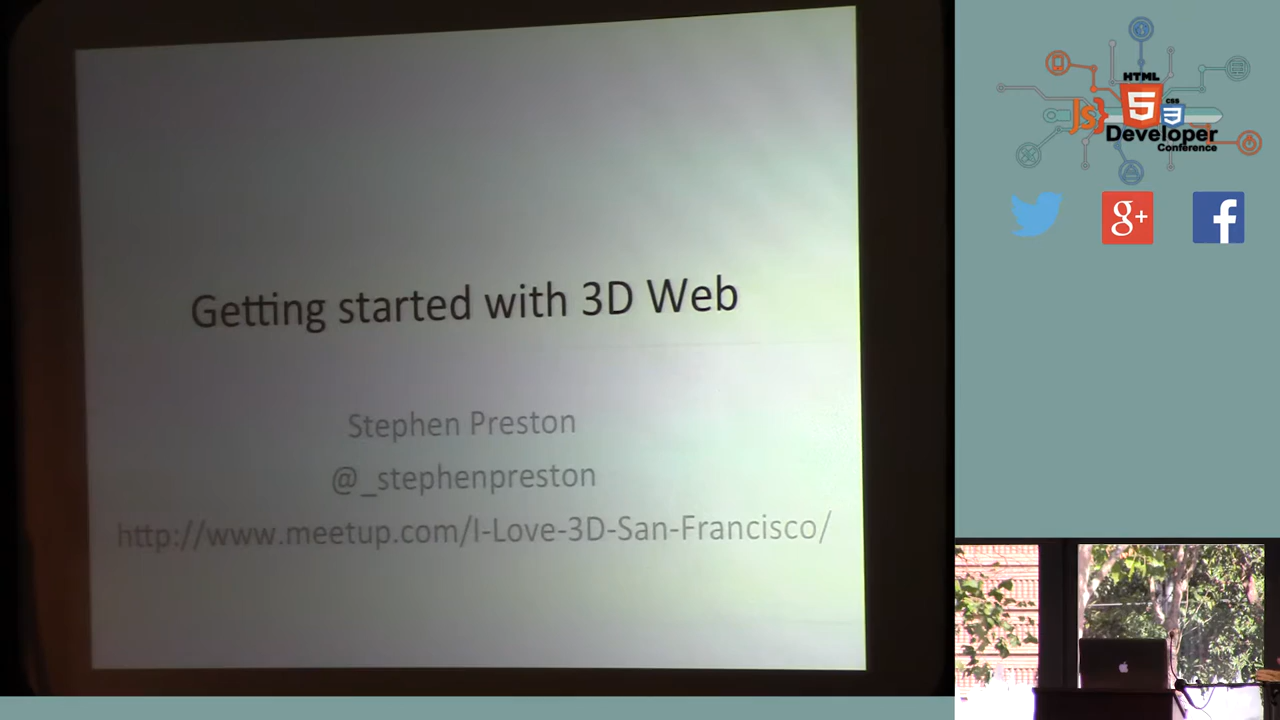 Getting started with 3D Web
Stephen Preston
@_stephenpreston
http://www.meetup.com/I-Love-3D-San-Francisco/
HTML
5
JS}
CSS
3
Developer
Conference
g+
f